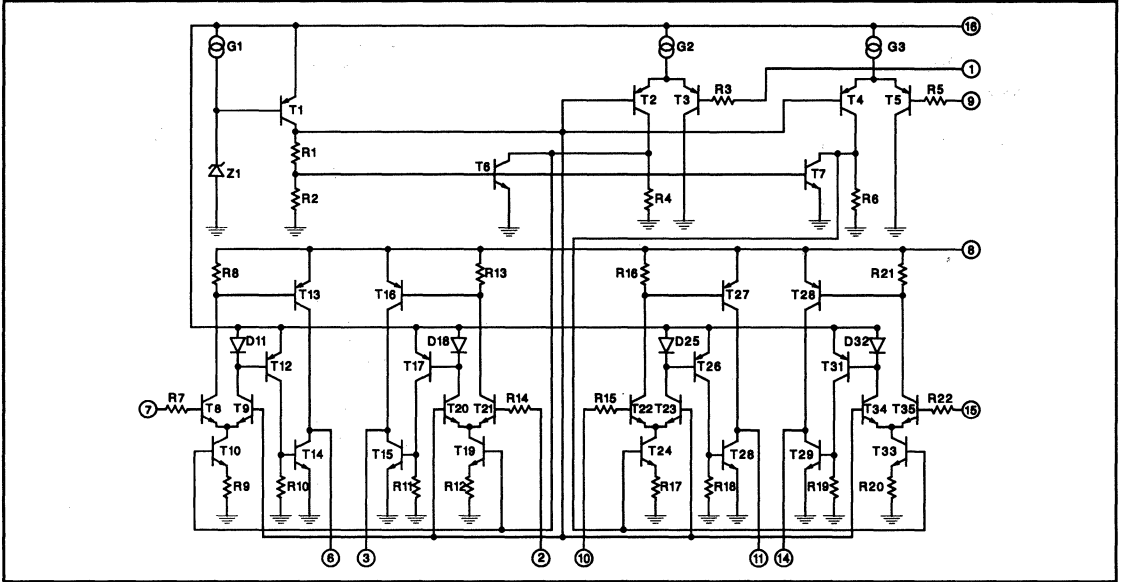 16
G1 G2 G3
1
R3 R5
T1 T2 T3 T4 T5 9
R1 T6 T7
Z1 R2 R4 R6
8
R8 R13 R16 R21
T13 T16 T27 T28
D11 D18 D25 D32
T12 T17 T26 T31
R7 R14 R15 R22
7 T8 T9 T20 T21 T22 T23 T34 T35 15
T10 T14 T15 T19 T24 T28 T29 T33
R9 R10 R11 R12 R17 R18 R19 R20
6 3 2 10 11 14